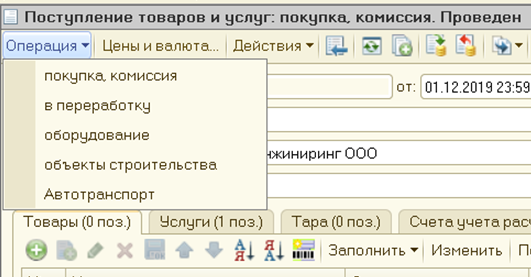 Поступление товаров и услуг: покупка, комиссия. Проведен
Операция Цены и валюта... Действия
покупка, комиссия
от: 01.12.2019 23:59
в переработку
оборудование
нжиниринг ООО
объекты строительства
Автотранспорт
Товары (0 поз.) Услуги (1 поз.) Тара (0 поз.) Счета учета рас
Заполнить Изменить